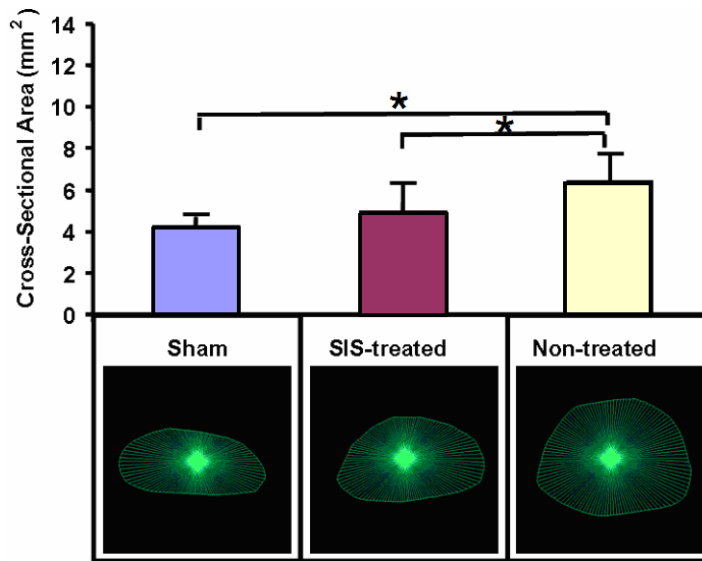 Cross-Sectional Area (mm²)
14
12
10
8
6
4
2
0
*
*
Sham
SIS-treated
Non-treated